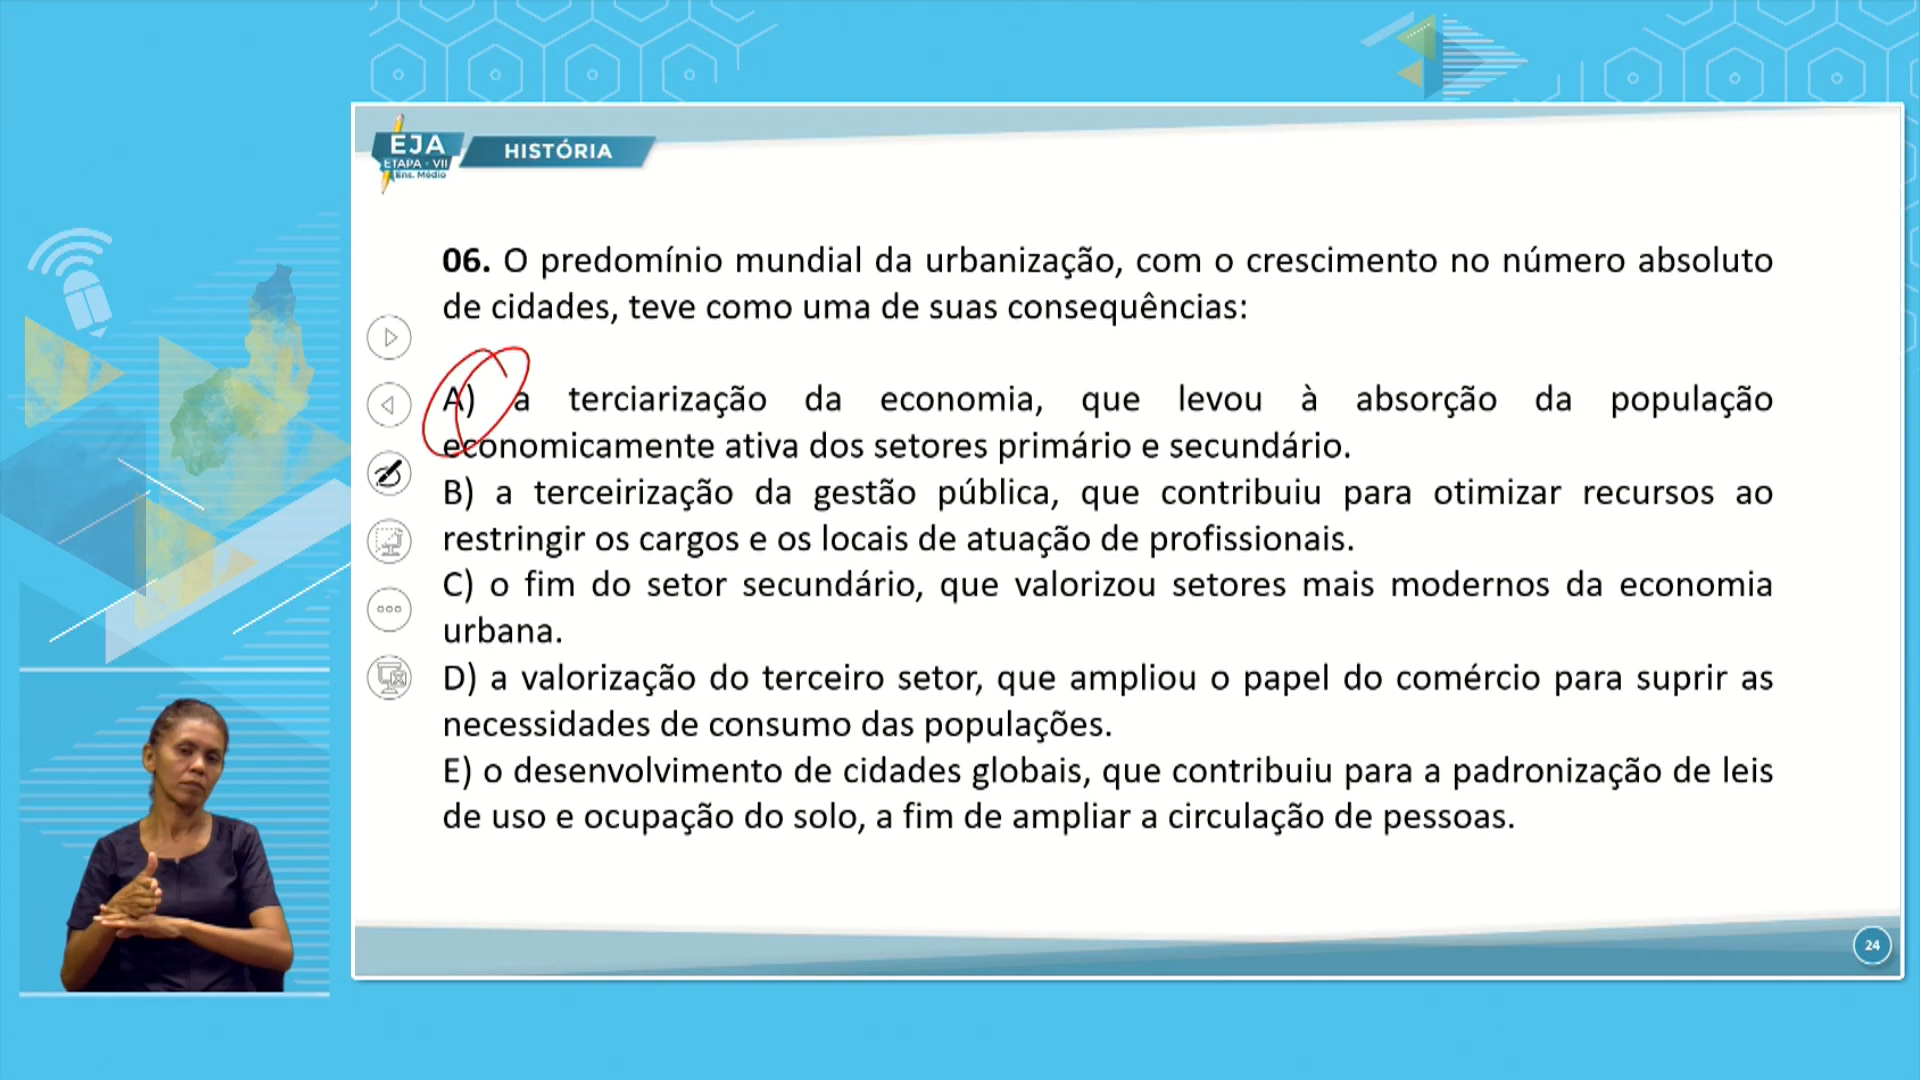 EJA
ETAPA - VII
Ens. Médio
HISTÓRIA
06. O predomínio mundial da urbanização, com o crescimento no número absoluto
de cidades, teve como uma de suas consequências:
A) a terciarização da economia, que levou à absorção da população
economicamente ativa dos setores primário e secundário.
B) a terceirização da gestão pública, que contribuiu para otimizar recursos ao
restringir os cargos e os locais de atuação de profissionais.
C) o fim do setor secundário, que valorizou setores mais modernos da economia
urbana.
D) a valorização do terceiro setor, que ampliou o papel do comércio para suprir as
necessidades de consumo das populações.
E) o desenvolvimento de cidades globais, que contribuiu para a padronização de leis
de uso e ocupação do solo, a fim de ampliar a circulação de pessoas.
24